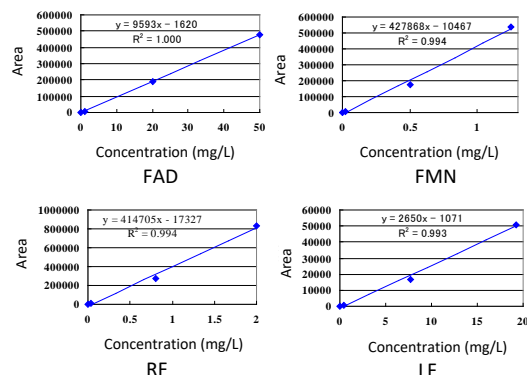 y = 9593x – 1620
R² = 1.000
600000
500000
400000
300000
200000
100000
0
Area
0 10 20 30 40 50
Concentration (mg/L)
FAD
y = 427868x – 10467
R² = 0.994
600000
500000
400000
300000
200000
100000
0
Area
0 0.5 1
Concentration (mg/L)
FMN
y = 414705x - 17327
R² = 0.994
1000000
800000
600000
400000
200000
0
Area
0 0.5 1 1.5 2
Concentration (mg/L)
RF
y = 2650x – 1071
R² = 0.993
60000
50000
40000
30000
20000
10000
0
Area
0 5 10 15 20
Concentration (mg/L)